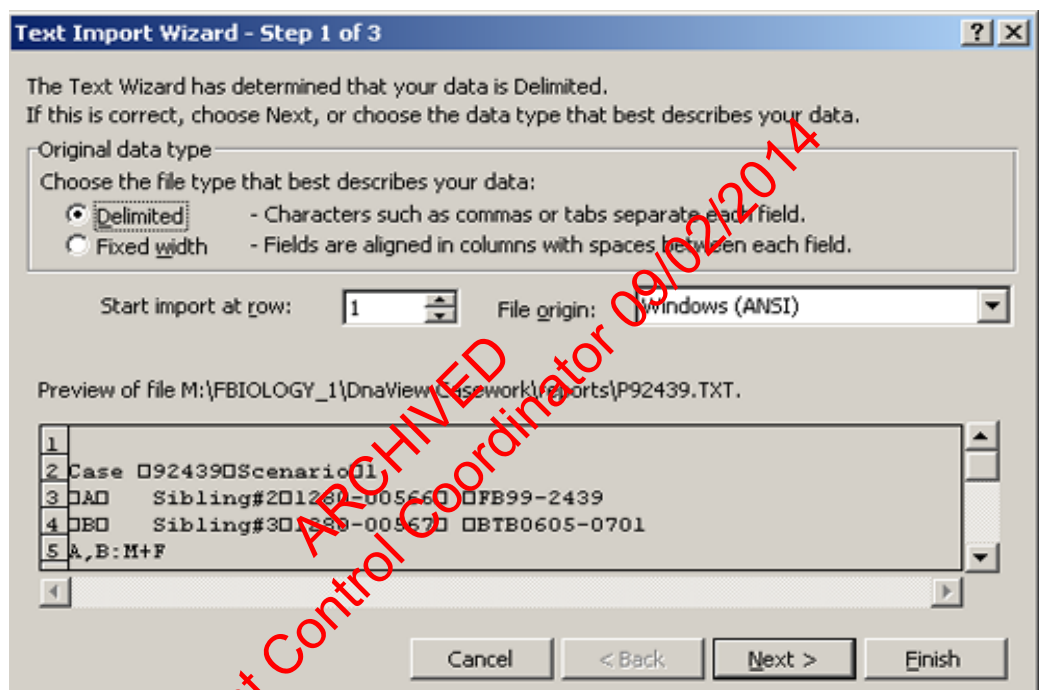 Text Import Wizard - Step 1 of 3
The Text Wizard has determined that your data is Delimited.
If this is correct, choose Next, or choose the data type that best describes your data.
Original data type
Choose the file type that best describes your data:
Delimited - Characters such as commas or tabs separate each field.
Fixed width - Fields are aligned in columns with spaces between each field.
Start import at row: 1 File origin: Windows (ANSI)
Preview of file M:\FBIOLOGY_1\DnaView Casework\reports\P92439.TXT.
1
2 Case □92439□Scenario□1
3 □A□ Sibling#2□1280-00566□ □FB99-2439
4 □B□ Sibling#3□1280-00567□ □BTB0605-0701
5 A,B:M+F
Cancel < Back Next > Finish
ARCHIVED
Control Coordinator 09/02/2014